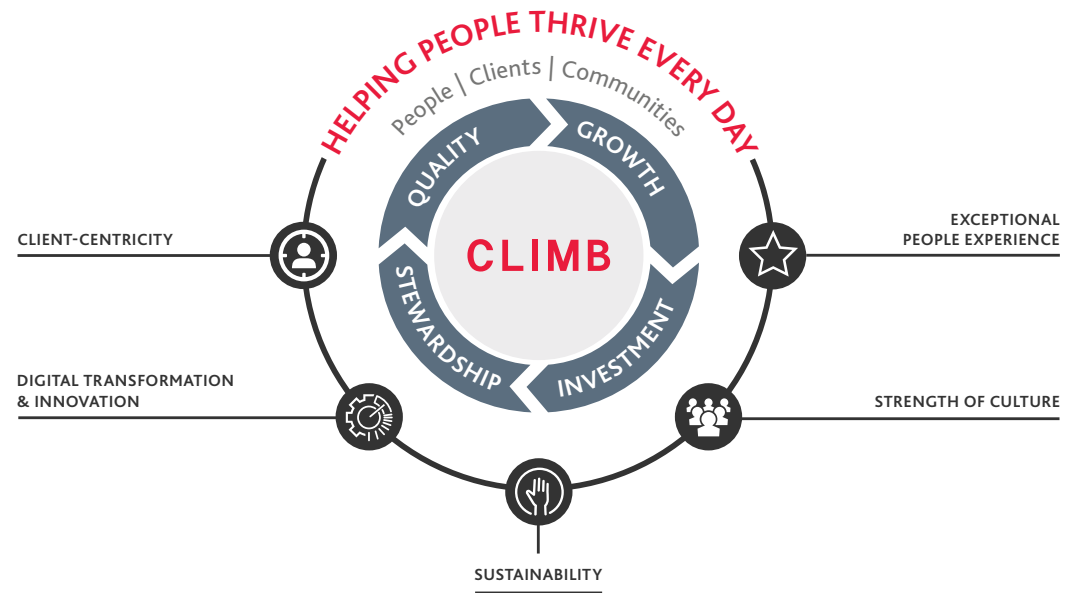 HELPING PEOPLE THRIVE EVERY DAY
People | Clients | Communities
QUALITY
GROWTH
CLIMB
STEWARDSHIP
INVESTMENT
CLIENT-CENTRICITY
EXCEPTIONAL
PEOPLE EXPERIENCE
DIGITAL TRANSFORMATION
& INNOVATION
STRENGTH OF CULTURE
SUSTAINABILITY